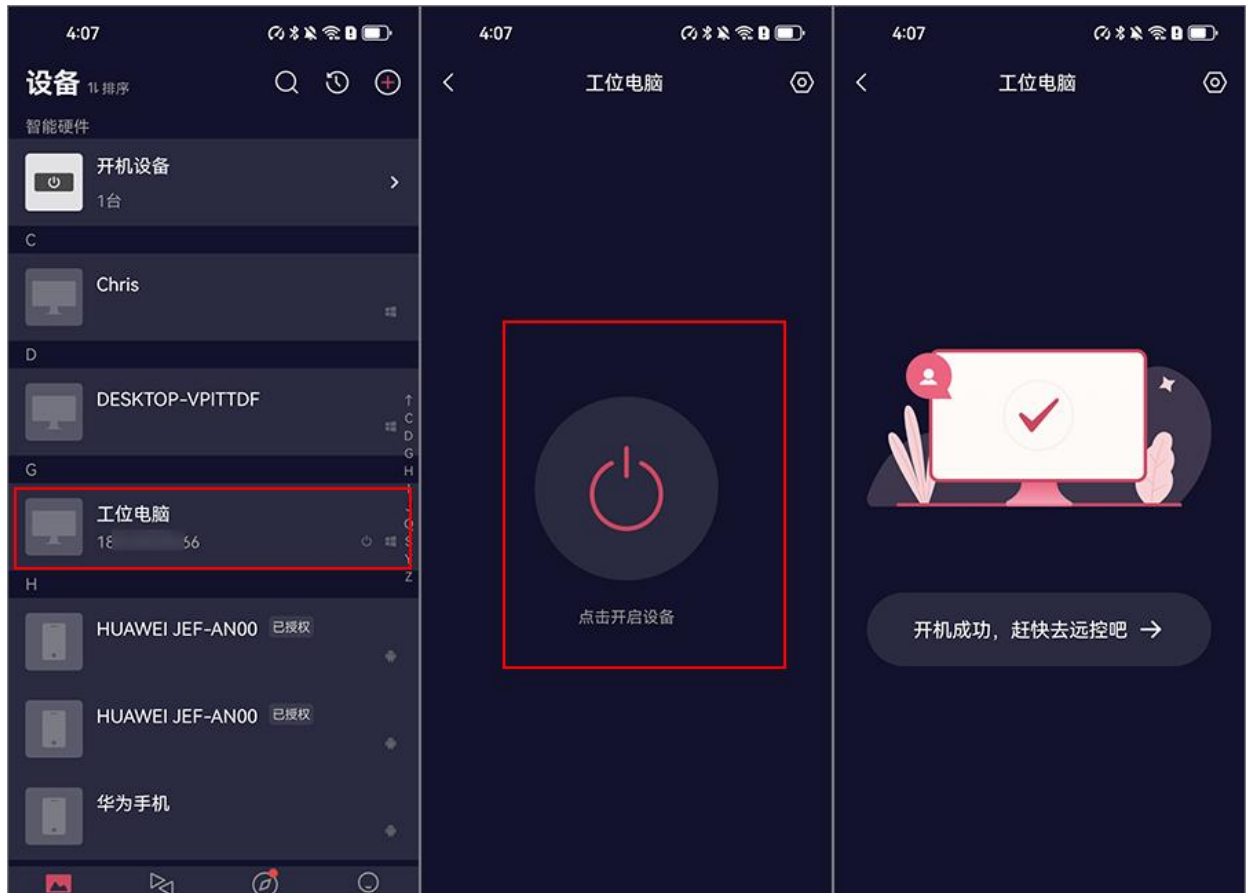 4:07
设备 排序
智能硬件
开机设备
1台
C
Chris
D
DESKTOP-VPITTDF
G
工位电脑
18 66
H
HUAWEI JEF-AN00 已授权
HUAWEI JEF-AN00 已授权
华为手机
↑
C
D
G
H
Q
S
Y
Z
4:07
工位电脑
点击开启设备
4:07
工位电脑
开机成功，赶快去远控吧 →